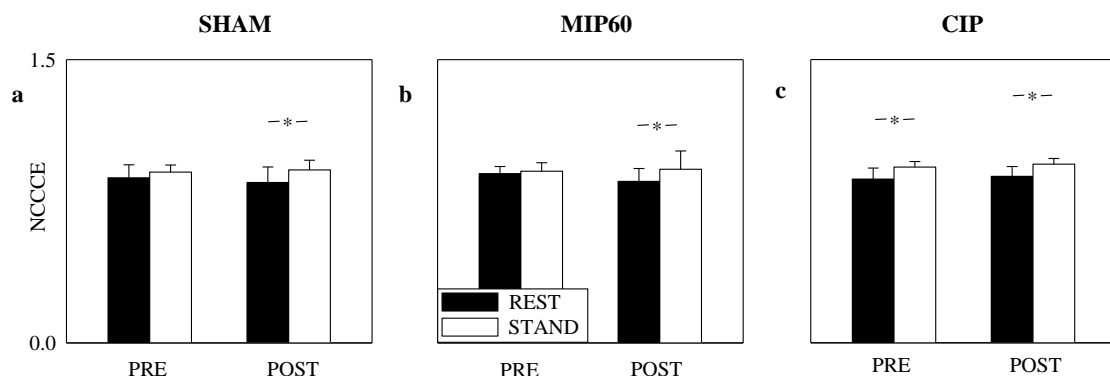 SHAM MIP60 CIP
1.5
a b c
* * * *
NCCCE
REST
STAND
0.0
PRE POST PRE POST PRE POST